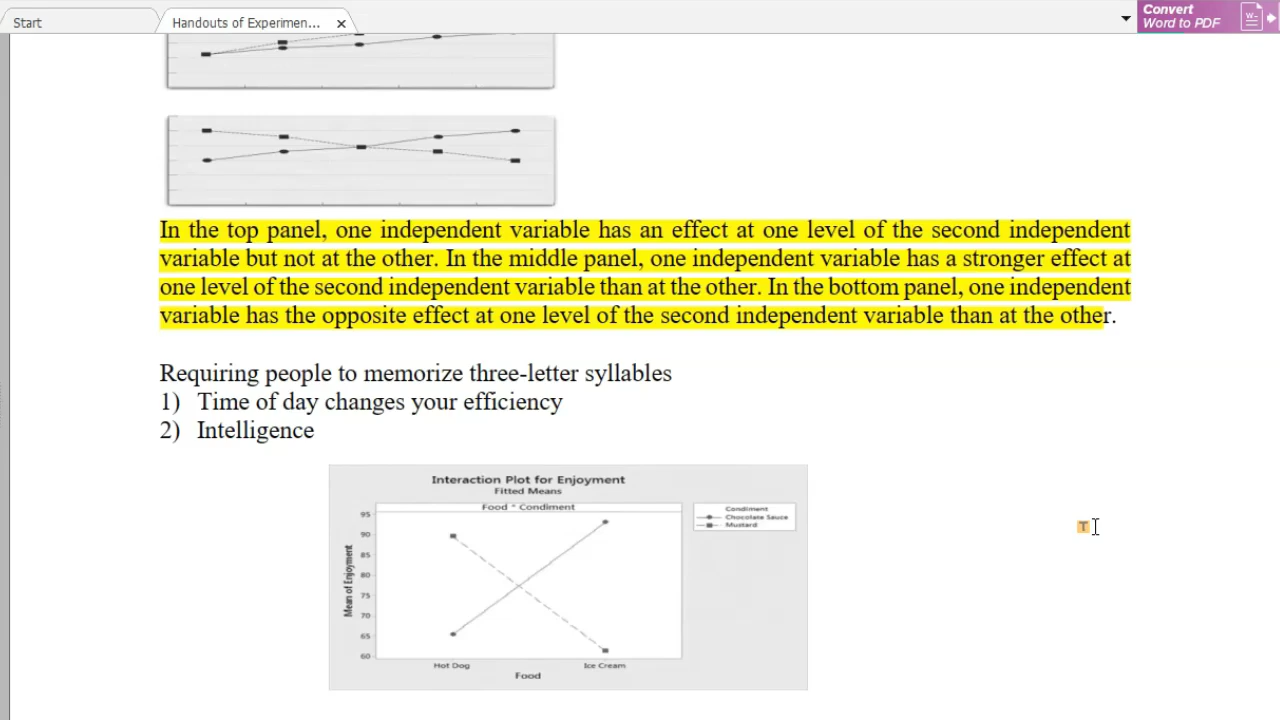 Start
Handouts of Experimen...
Convert
Word to PDF
In the top panel, one independent variable has an effect at one level of the second independent
variable but not at the other. In the middle panel, one independent variable has a stronger effect at
one level of the second independent variable than at the other. In the bottom panel, one independent
variable has the opposite effect at one level of the second independent variable than at the other.
Requiring people to memorize three-letter syllables
1) Time of day changes your efficiency
2) Intelligence
Interaction Plot for Enjoyment
Fitted Means
Food * Condiment
Condiment
Chocolate Sauce
Mustard
Mean of Enjoyment
95
90
85
80
75
70
65
60
Hot Dog
Ice Cream
Food
T